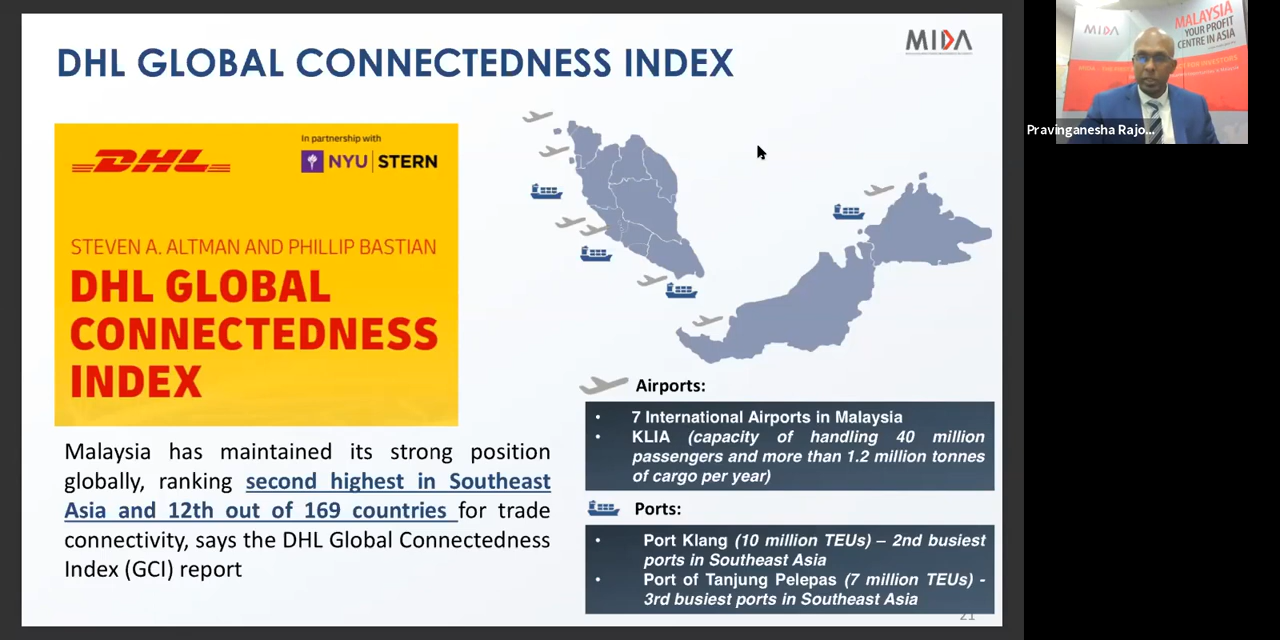 DHL GLOBAL CONNECTEDNESS INDEX
MIDA
DHL
In partnership with
NYU | STERN
STEVEN A. ALTMAN AND PHILLIP BASTIAN
DHL GLOBAL
CONNECTEDNESS
INDEX
Malaysia has maintained its strong position
globally, ranking second highest in Southeast
Asia and 12th out of 169 countries for trade
connectivity, says the DHL Global Connectedness
Index (GCI) report
Airports:
• 7 International Airports in Malaysia
• KLIA (capacity of handling 40 million
passengers and more than 1.2 million tonnes
of cargo per year)
Ports:
• Port Klang (10 million TEUs) – 2nd busiest
ports in Southeast Asia
• Port of Tanjung Pelepas (7 million TEUs) -
3rd busiest ports in Southeast Asia
21
MIDA
MALAYSIA
YOUR PROFIT
CENTRE IN ASIA
Pravinganesha Rajo...